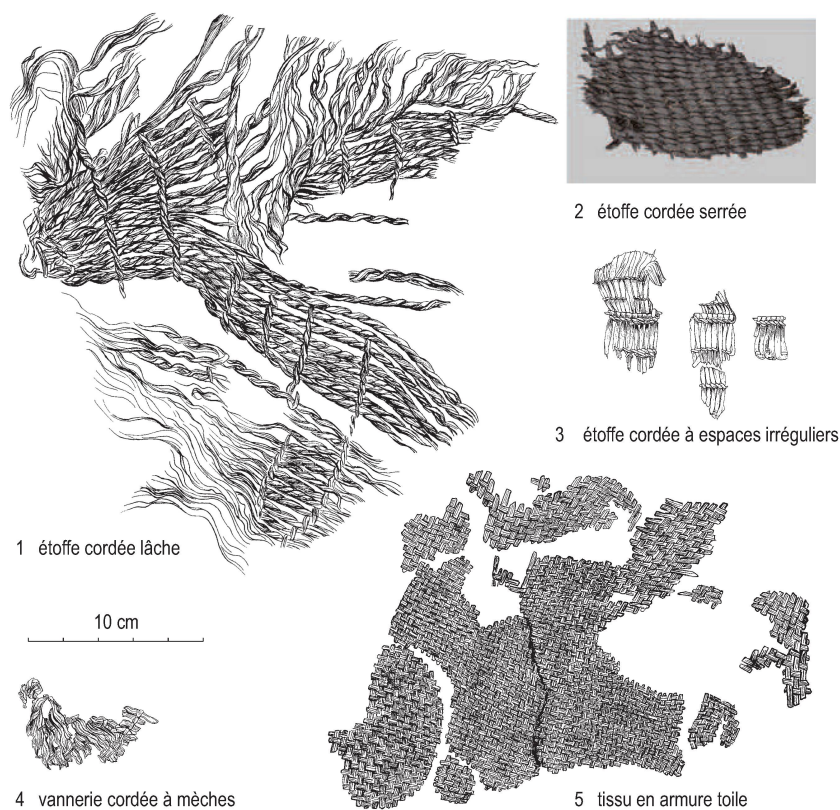 2 étoffe cordée serrée
3 étoffe cordée à espaces irréguliers
1 étoffe cordée lâche
10 cm
4 vannerie cordée à mèches
5 tissu en armure toile